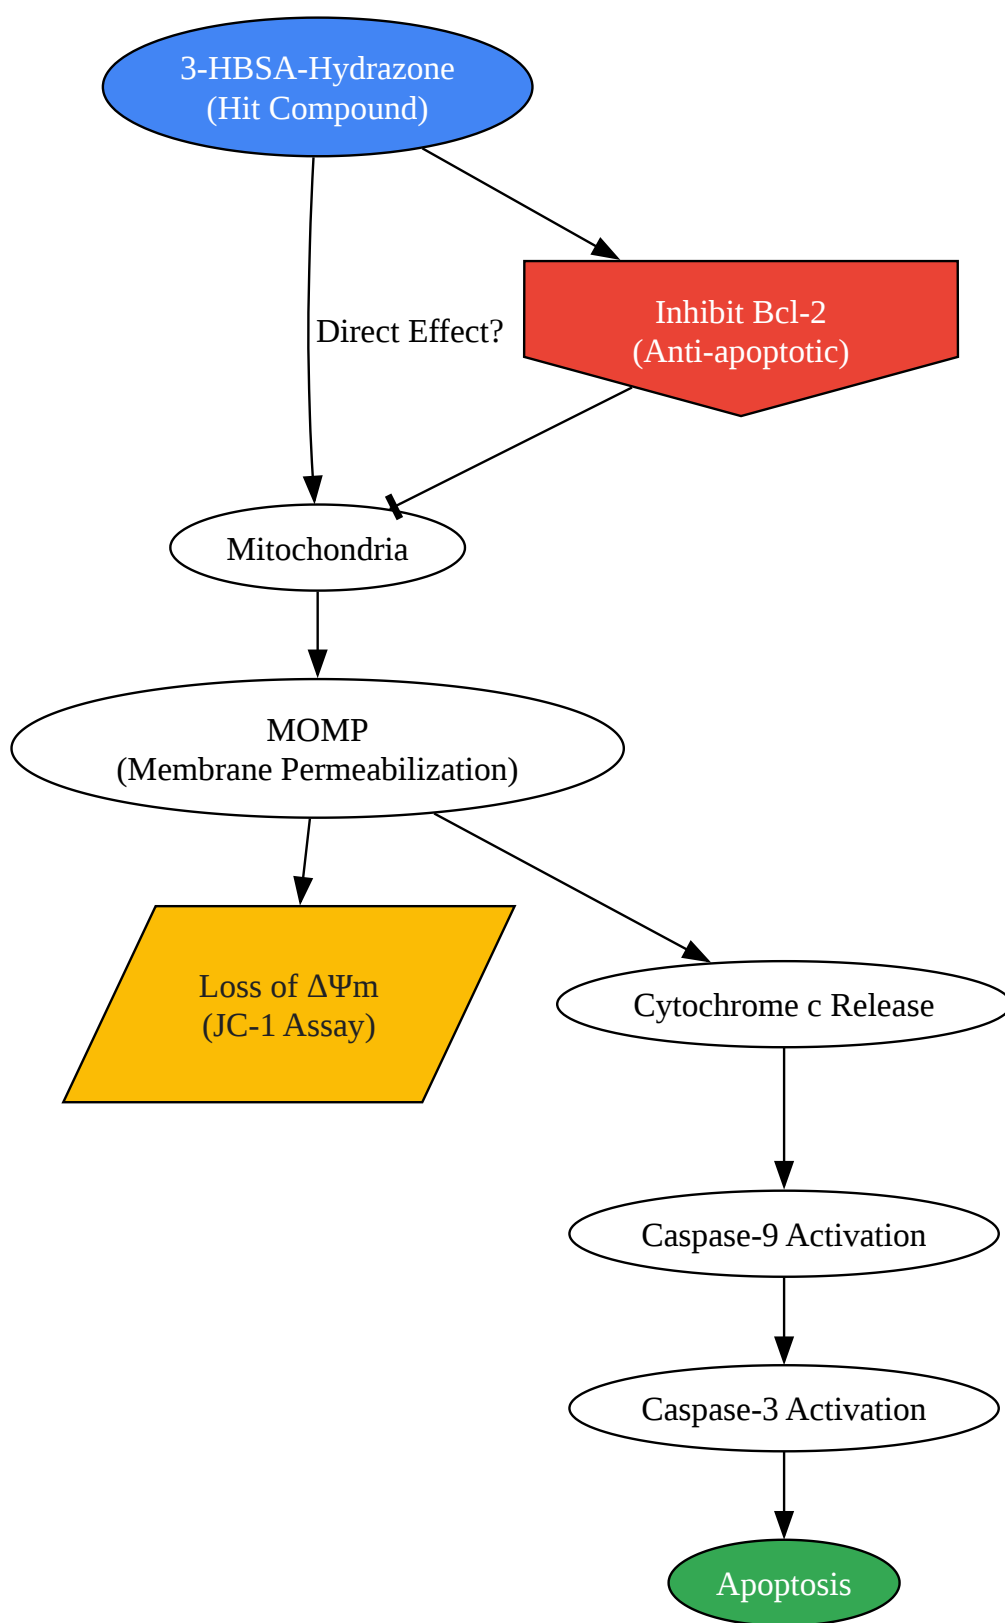 3-HBSA-Hydrazone
(Hit Compound)
Inhibit Bcl-2
(Anti-apoptotic)
Direct Effect?
Mitochondria
MOMP
(Membrane Permeabilization)
Loss of ΔΨm
(JC-1 Assay)
Cytochrome c Release
Caspase-9 Activation
Caspase-3 Activation
Apoptosis